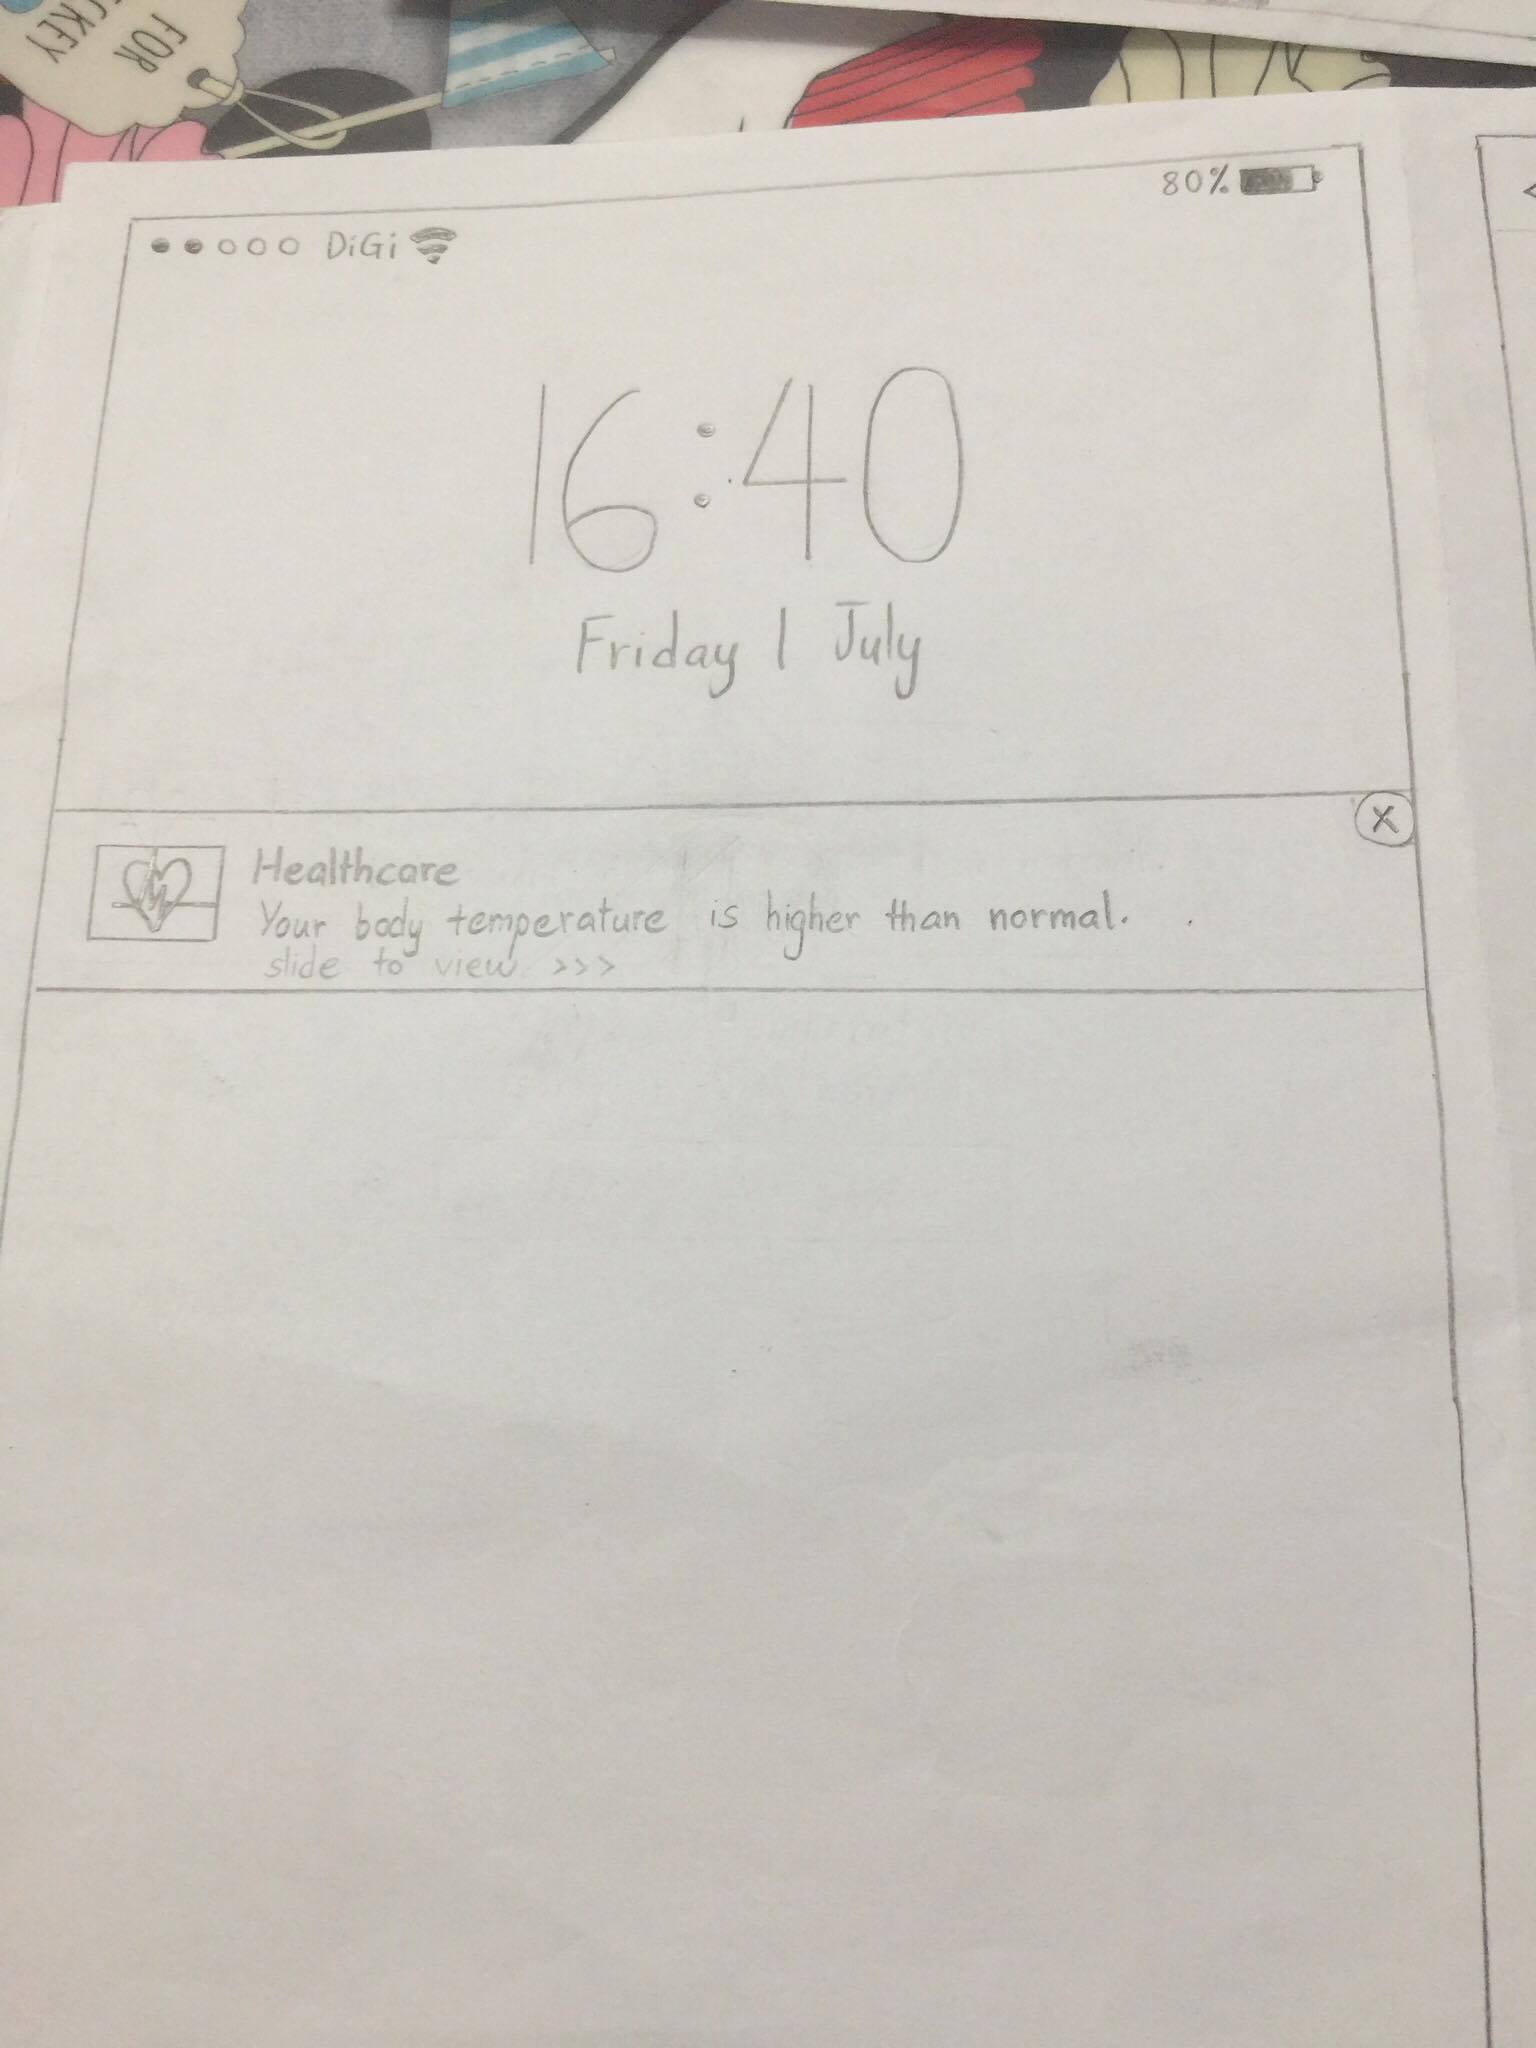 CKEY
FOR
80%
DiGi
16:40
Friday 1 July
X
Healthcare
Your body temperature is higher than normal.
slide to view >>>